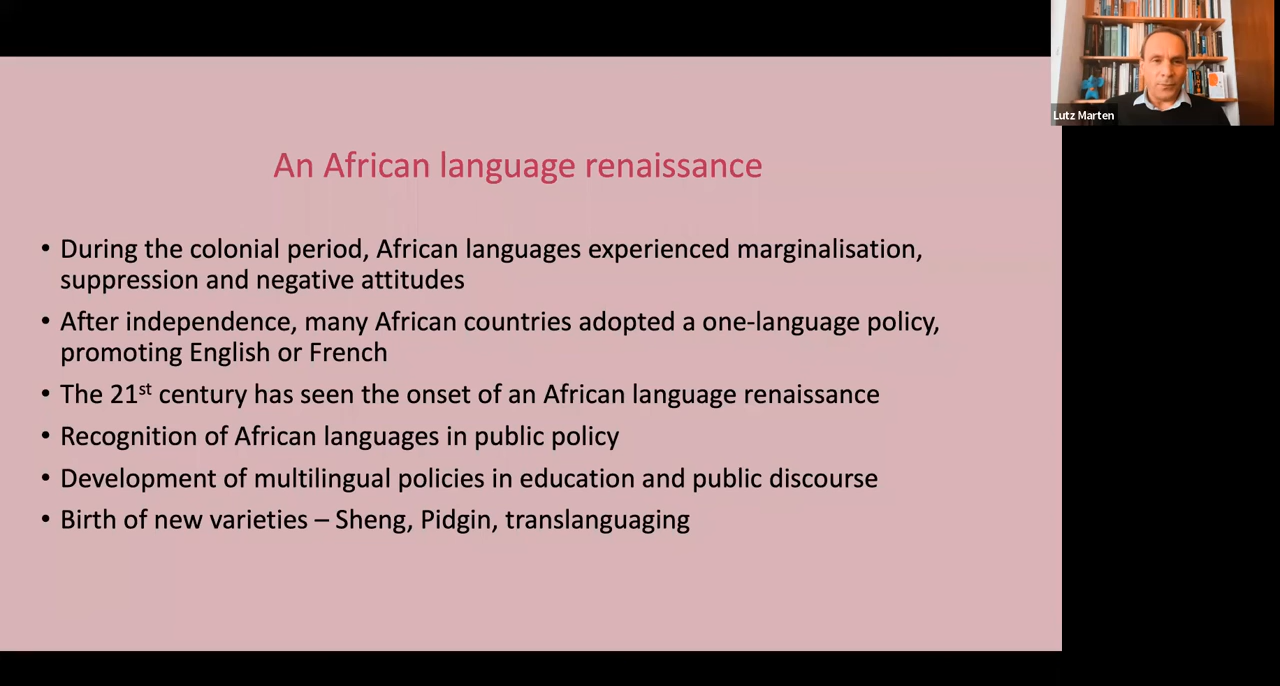 An African language renaissance
• During the colonial period, African languages experienced marginalisation,
suppression and negative attitudes
• After independence, many African countries adopted a one-language policy,
promoting English or French
• The 21st century has seen the onset of an African language renaissance
• Recognition of African languages in public policy
• Development of multilingual policies in education and public discourse
• Birth of new varieties – Sheng, Pidgin, translanguaging
Lutz Marten